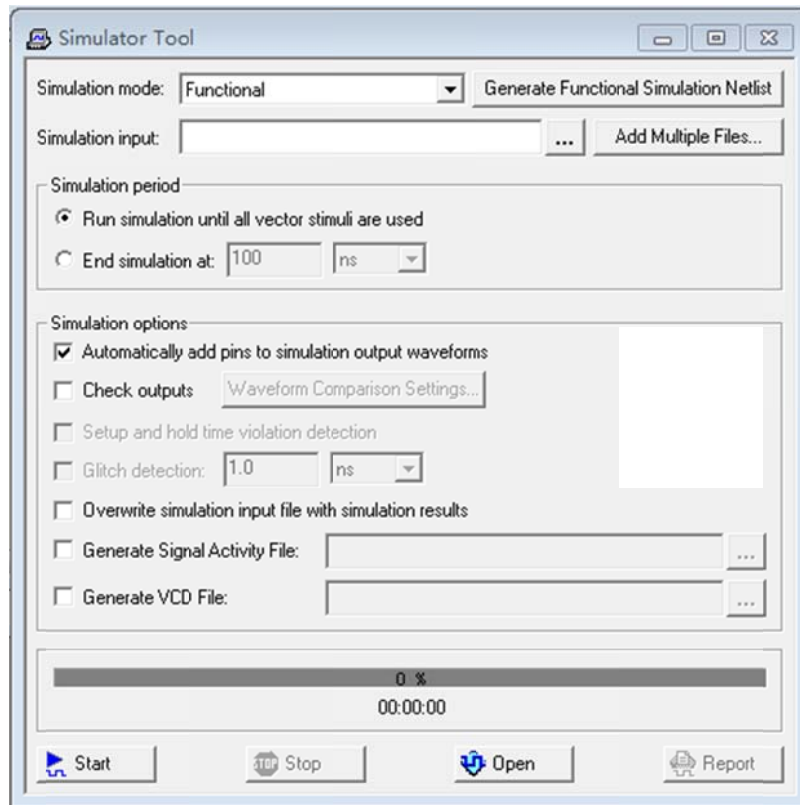 Simulator Tool
Simulation mode: Functional Generate Functional Simulation Netlist
Simulation input: ... Add Multiple Files...
Simulation period
Run simulation until all vector stimuli are used
End simulation at: 100 ns
Simulation options
Automatically add pins to simulation output waveforms
Check outputs Waveform Comparison Settings...
Setup and hold time violation detection
Glitch detection: 1.0 ns
Overwrite simulation input file with simulation results
Generate Signal Activity File: ...
Generate VCD File: ...
0 %
00:00:00
Start STOP Stop Open Report